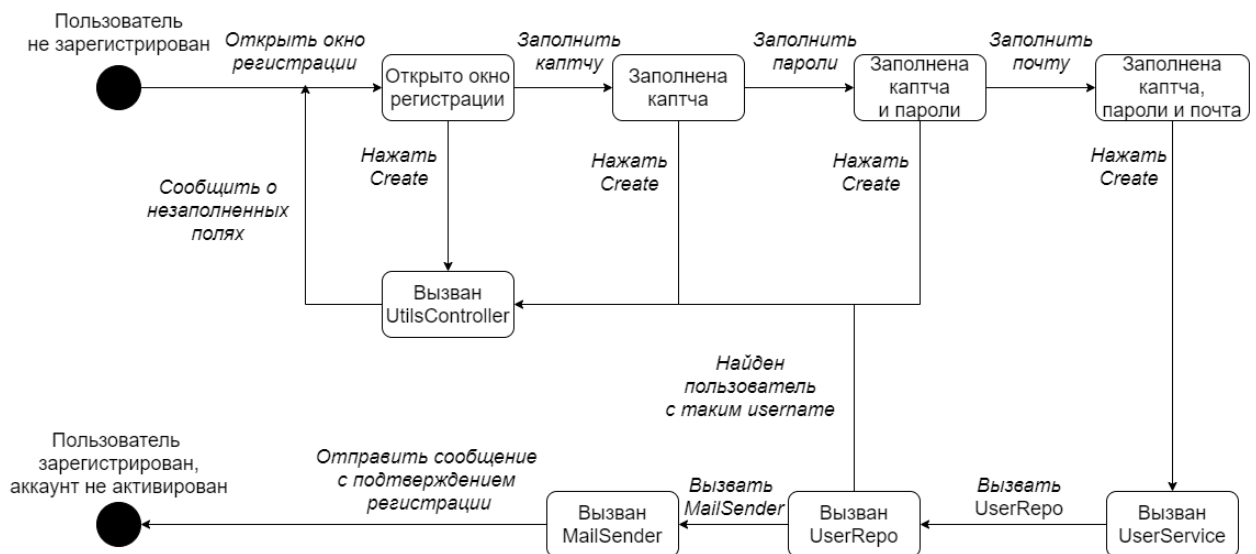 Пользователь
не зарегистрирован
Открыть окно
регистрации
Открыто окно
регистрации
Заполнить
каптчу
Заполнена
каптча
Заполнить
пароли
Заполнена
каптча
и пароли
Заполнить
почту
Заполнена
каптча,
пароли и почта
Нажать
Create
Нажать
Create
Нажать
Create
Нажать
Create
Сообщить о
незаполненных
полях
Вызван
UtilsController
Найден
пользователь
с таким usernate
Пользователь
зарегистрирован,
аккаунт не активирован
Отправить сообщение
с подтверждением
регистрации
Вызван
MailSender
Вызвать
MailSender
Вызван
UserRepo
Вызвать
UserRepo
Вызван
UserService